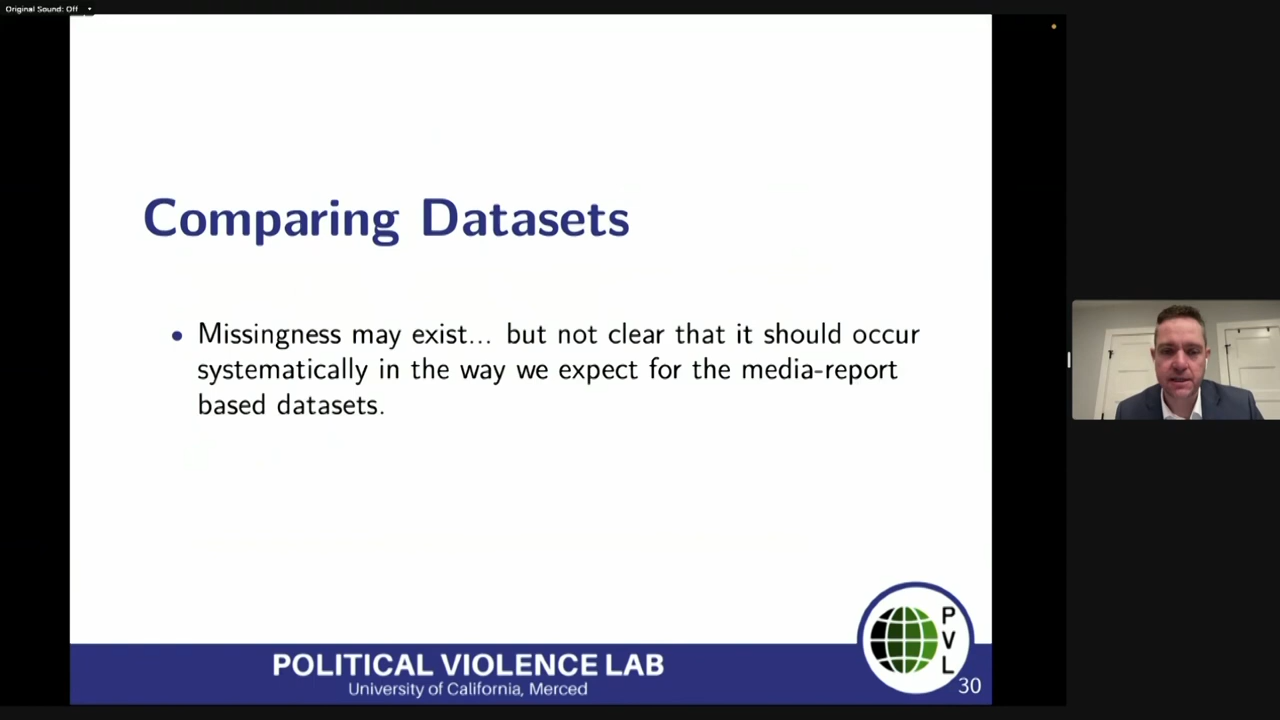 Original Sound: Off
Comparing Datasets
• Missingness may exist... but not clear that it should occur
systematically in the way we expect for the media-report
based datasets.
POLITICAL VIOLENCE LAB
University of California, Merced
P
V
L
30